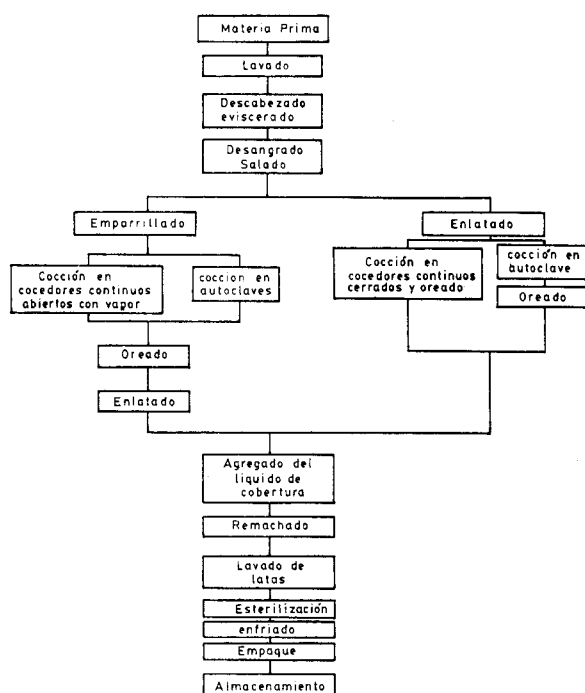 Materia Prima
Lavado
Descabezado
eviscerado
Desangrado
Salado
Emparrillado
Cocción en
cocedores continuos
abiertos con vapor
coccion en
autoclaves
Oreado
Enlatado
Enlatado
Cocción en
cocedores continuos
cerrados y oreado
cocción en
autoclave
Oreado
Agregado del
liquido de
cobertura
Remachado
Lavado de
latas
Esterilización
enfriado
Empaque
Almacenamiento